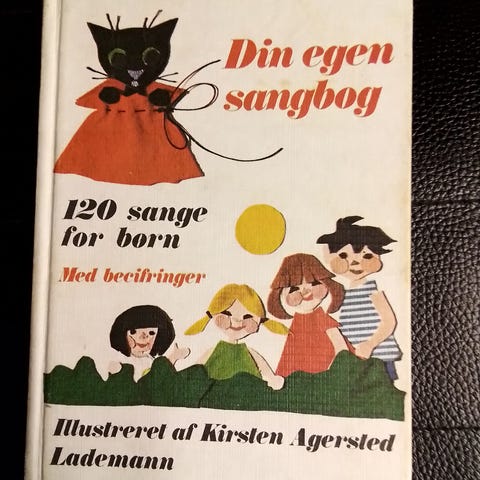 Din egen
sangbog
120 sange
for børn
Med becifringer
Illustreret af Kirsten Agersted
Lademann